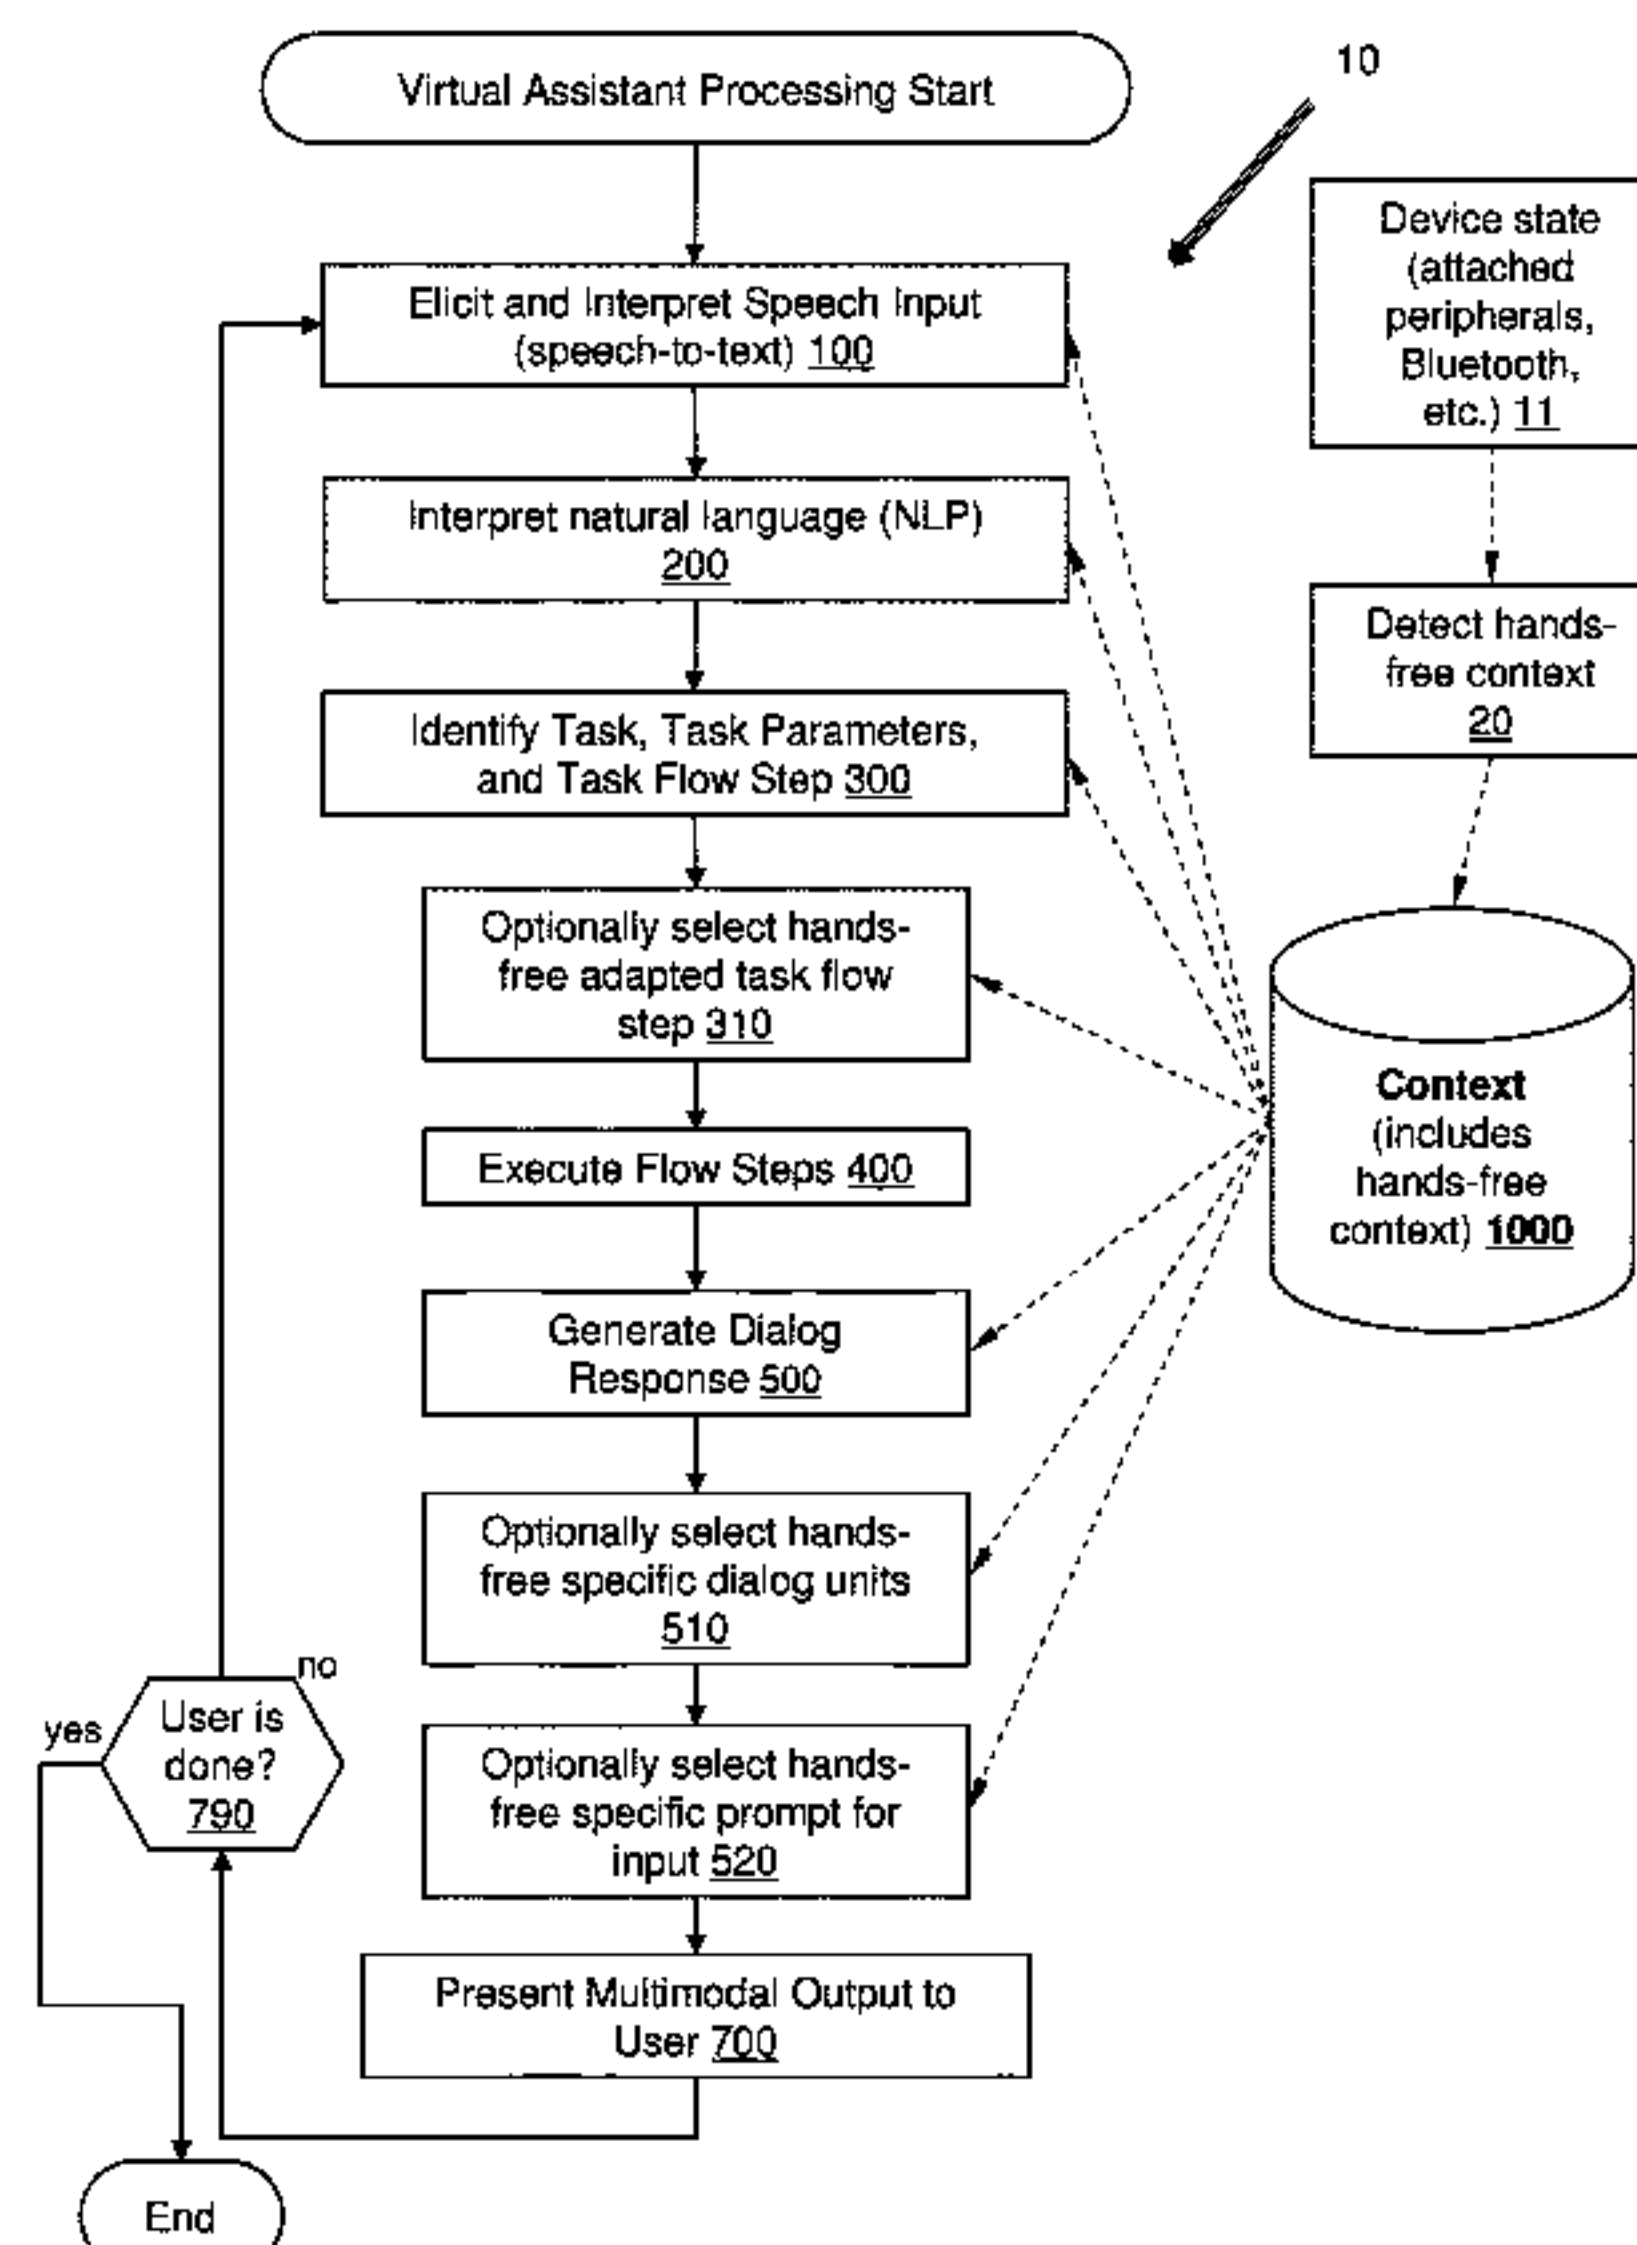 Virtual Assistant Processing Start
10
Elicit and Interpret Speech Input
(speech-to-text) 100
Interpret natural language (NLP)
200
Identify Task, Task Parameters,
and Task Flow Step 300
Optionally select hands-
free adapted task flow
step 310
Execute Flow Steps 400
Generate Dialog
Response 500
Optionally select hands-
free specific dialog units
510
Optionally select hands-
free specific prompt for
input 520
Present Multimodal Output to
User 700
no
yes
User is
done?
790
End
Device state
(attached
peripherals,
Bluetooth,
etc.) 11
Detect hands-
free context
20
Context
(includes
hands-free
context) 1000